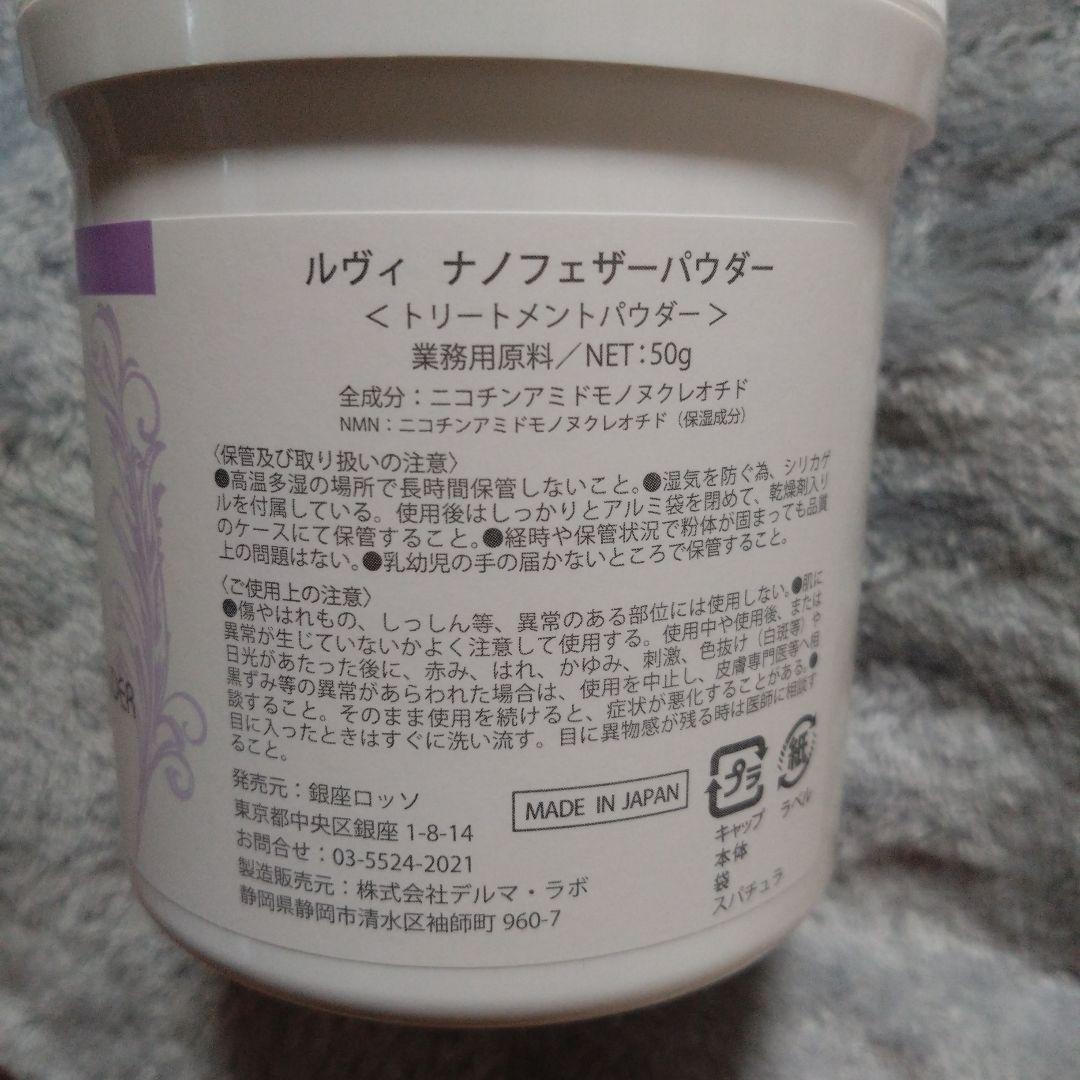 ルヴィ ナノフェザーパウダー
＜トリートメントパウダー＞
業務用原料／NET：50g
全成分：ニコチンアミドモノヌクレオチド
NMN：ニコチンアミドモノヌクレオチド（保湿成分）
〈保管及び取り扱いの注意〉
●高温多湿の場所で長時間保管しないこと。●湿気を防ぐ為、シリカゲ
ルを付属している。使用後はしっかりとアルミ袋を閉めて、乾燥剤入り
のケースにて保管すること。●経時や保管状況で粉体が固まっても品質
上の問題はない。●乳幼児の手の届かないところで保管すること。
〈ご使用上の注意〉
●傷やはれもの、しっしん等、異常のある部位には使用しない。●肌に
異常が生じていないかよく注意して使用する。使用中や使用後、または
日光があたった後に、赤み、はれ、かゆみ、刺激、色抜け（白斑等）や
黒ずみ等の異常があらわれた場合は、使用を中止し、皮膚専門医等へ相
談すること。そのまま使用を続けると、症状が悪化することがある。●
目に入ったときはすぐに洗い流す。目に異物感が残る時は医師に相談す
ること。
発売元：銀座ロッソ
東京都中央区銀座 1-8-14
お問合せ：03-5524-2021
製造販売元：株式会社デルマ・ラボ
静岡県静岡市清水区袖師町 960-7
MADE IN JAPAN
プラ
キャップ
本体
袋
スパチュラ
紙
ラベル
DER